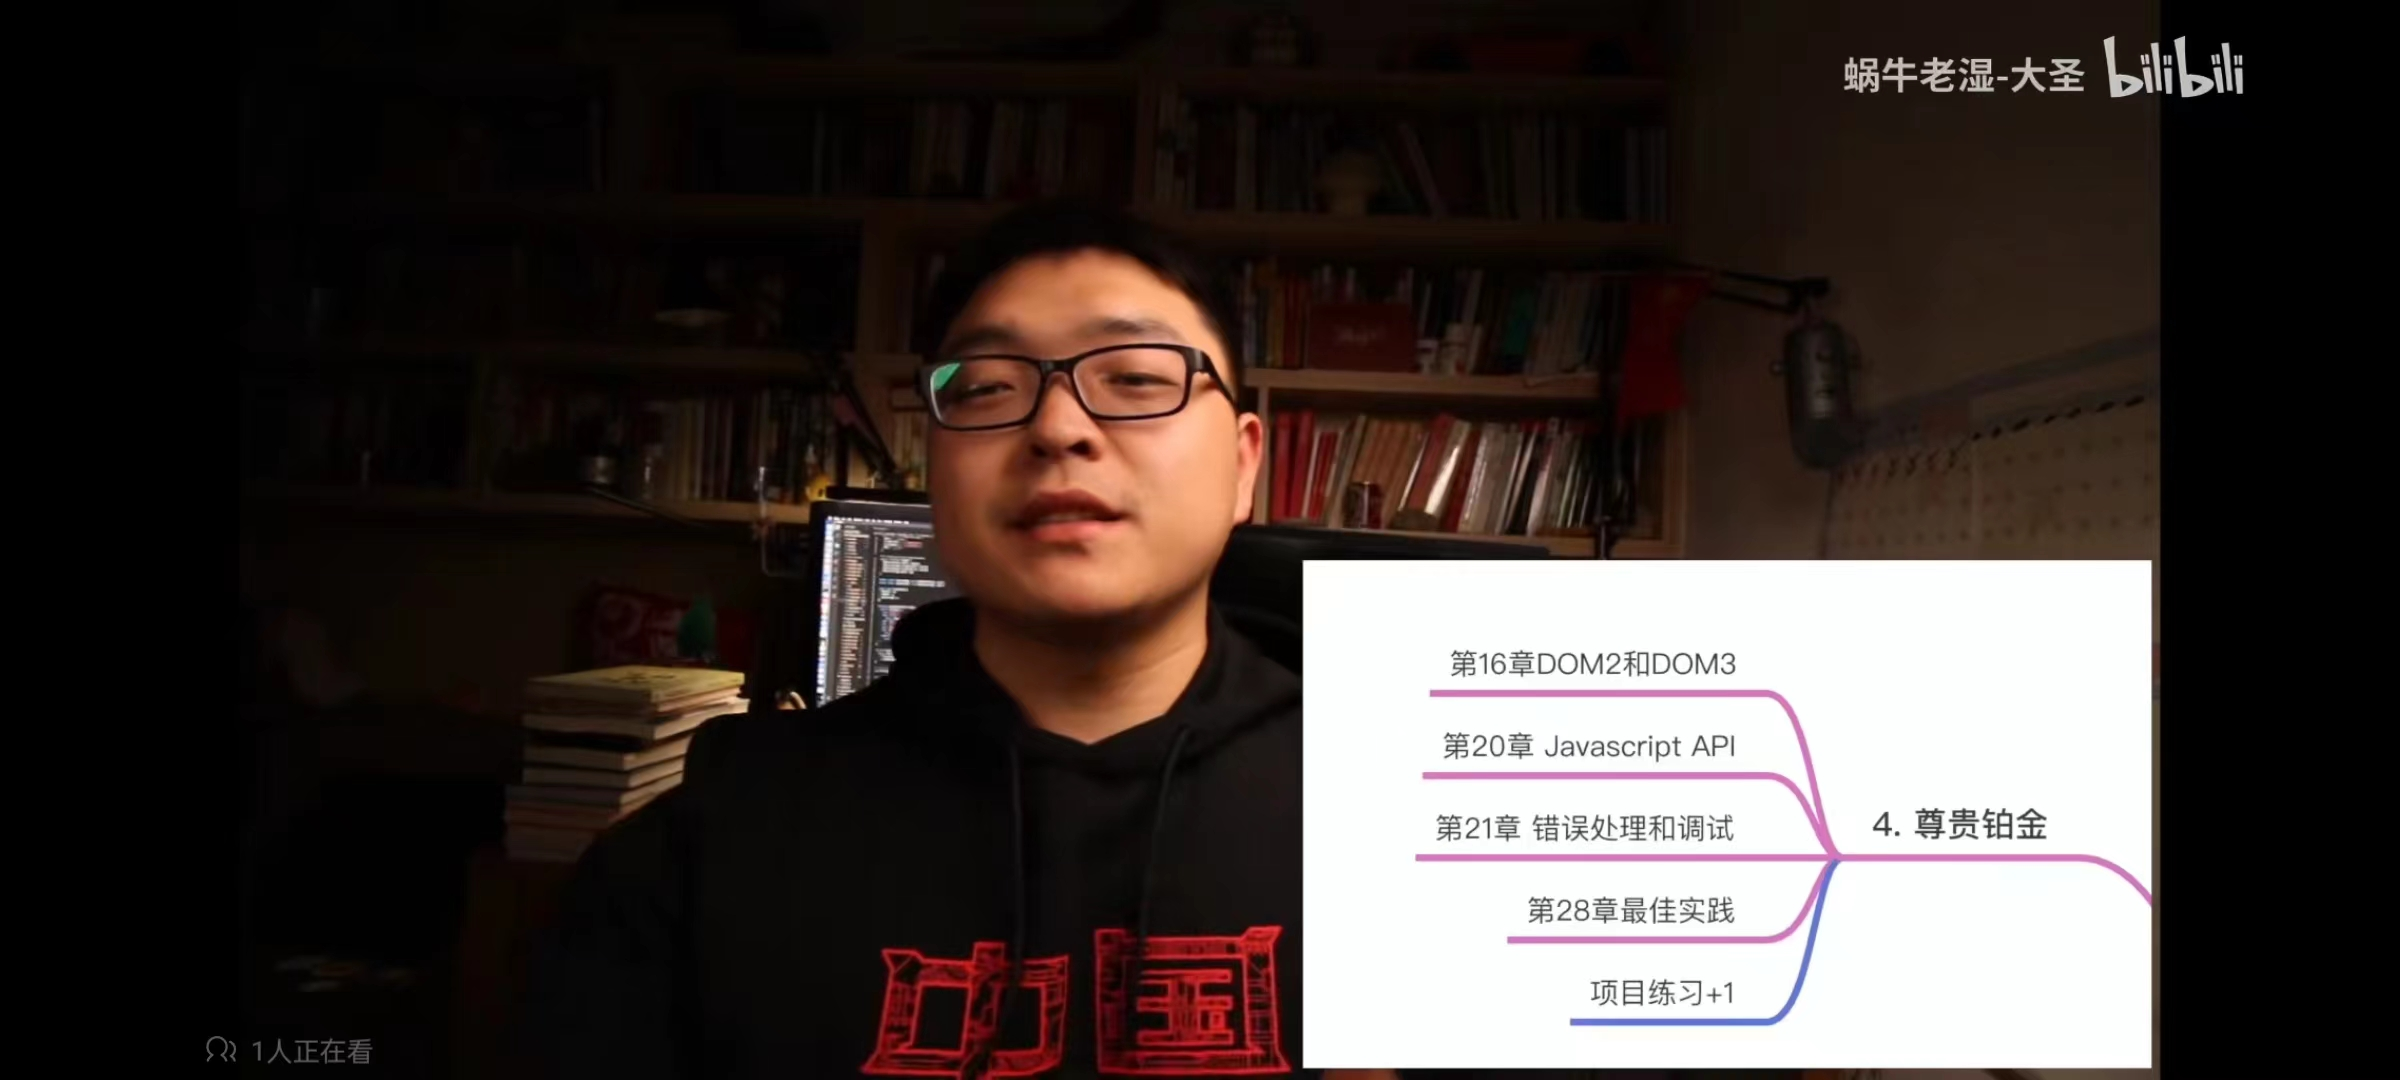 蜗牛老湿-大圣 bilibili
第16章DOM2和DOM3
第20章 Javascript API
第21章 错误处理和调试
4. 尊贵铂金
第28章最佳实践
项目练习+1
中国
1人正在看